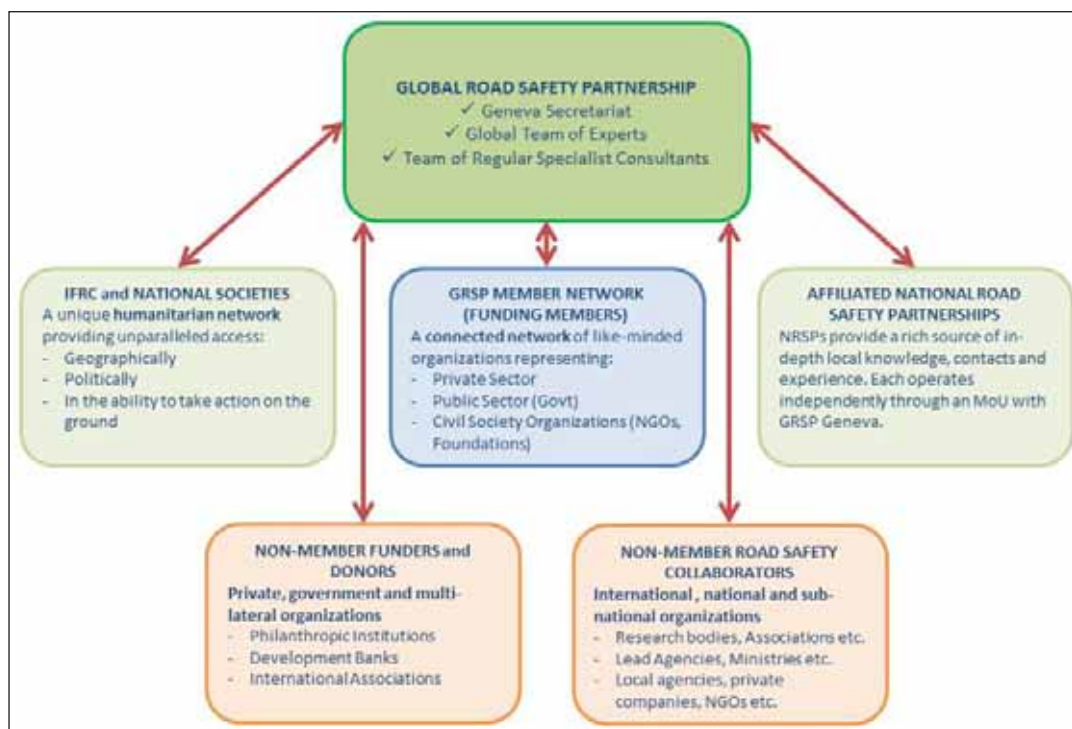 GLOBAL ROAD SAFETY PARTNERSHIP
✓ Geneva Secretariat
✓ Global Team of Experts
✓ Team of Regular Specialist Consultants
IFRC and NATIONAL SOCIETIES
A unique humanitarian network
providing unparalleled access:
- Geographically
- Politically
- In the ability to take action on the
ground
GRSP MEMBER NETWORK
(FUNDING MEMBERS)
A connected network of like-minded
organizations representing:
- Private Sector
- Public Sector (Govt)
- Civil Society Organizations (NGOs,
Foundations)
AFFILIATED NATIONAL ROAD
SAFETY PARTNERSHIPS
NRSPs provide a rich source of in-
depth local knowledge, contacts and
experience. Each operates
independently through an MoU with
GRSP Geneva.
NON-MEMBER FUNDERS and
DONORS
Private, government and multi-
lateral organizations
- Philanthropic Institutions
- Development Banks
- International Associations
NON-MEMBER ROAD SAFETY
COLLABORATORS
International , national and sub-
national organizations
- Research bodies, Associations etc.
- Lead Agencies, Ministries etc.
- Local agencies, private
companies, NGOs etc.